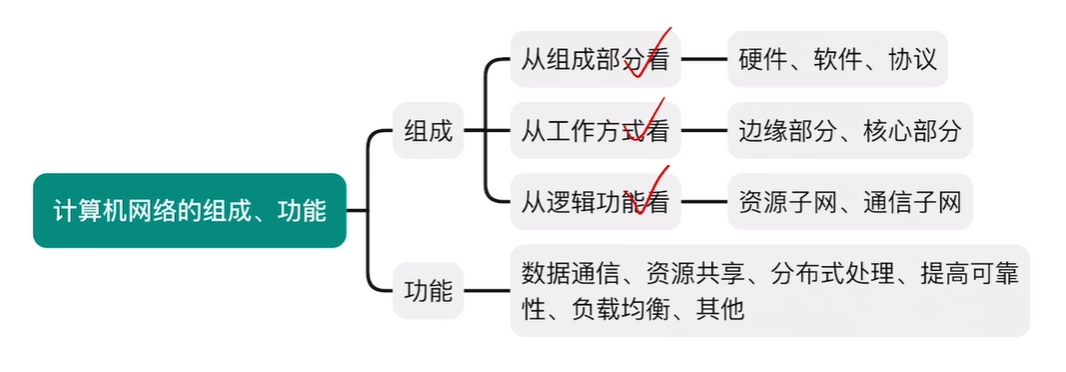 计算机网络的组成、功能
组成
从组成部分看
硬件、软件、协议
从工作方式看
边缘部分、核心部分
从逻辑功能看
资源子网、通信子网
功能
数据通信、资源共享、分布式处理、提高可靠
性、负载均衡、其他